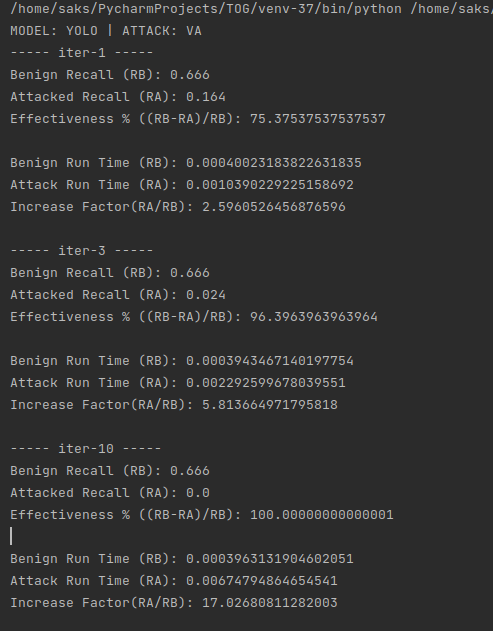 /home/saks/PycharmProjects/TOG/venv-37/bin/python /home/saks/
MODEL: YOLO | ATTACK: VA
----- iter-1 -----
Benign Recall (RB): 0.666
Attacked Recall (RA): 0.164
Effectiveness % ((RB-RA)/RB): 75.37537537537537
Benign Run Time (RB): 0.00040023183822631835
Attack Run Time (RA): 0.0010390229225158692
Increase Factor(RA/RB): 2.5960526456876596
----- iter-3 -----
Benign Recall (RB): 0.666
Attacked Recall (RA): 0.024
Effectiveness % ((RB-RA)/RB): 96.3963963963964
Benign Run Time (RB): 0.0003943467140197754
Attack Run Time (RA): 0.002292599678039551
Increase Factor(RA/RB): 5.813664971795818
----- iter-10 -----
Benign Recall (RB): 0.666
Attacked Recall (RA): 0.0
Effectiveness % ((RB-RA)/RB): 100.00000000000001
Benign Run Time (RB): 0.0003963131904602051
Attack Run Time (RA): 0.00674794864654541
Increase Factor(RA/RB): 17.02680811282003